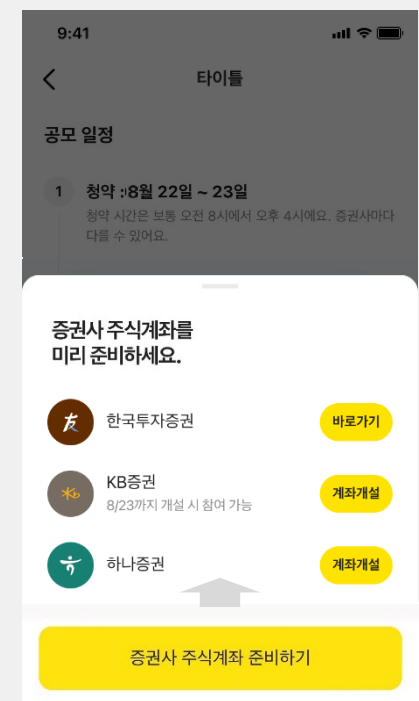 9:41
타이틀
공모 일정
1 청약 :8월 22일 ~ 23일
청약 시간은 보통 오전 8시에서 오후 4시에요. 증권사마다
다를 수 있어요.
증권사 주식계좌를
미리 준비하세요.
友 한국투자증권 바로가기
Kb KB증권 계좌개설
8/23까지 개설 시 참여 가능
하나증권 계좌개설
증권사 주식계좌 준비하기